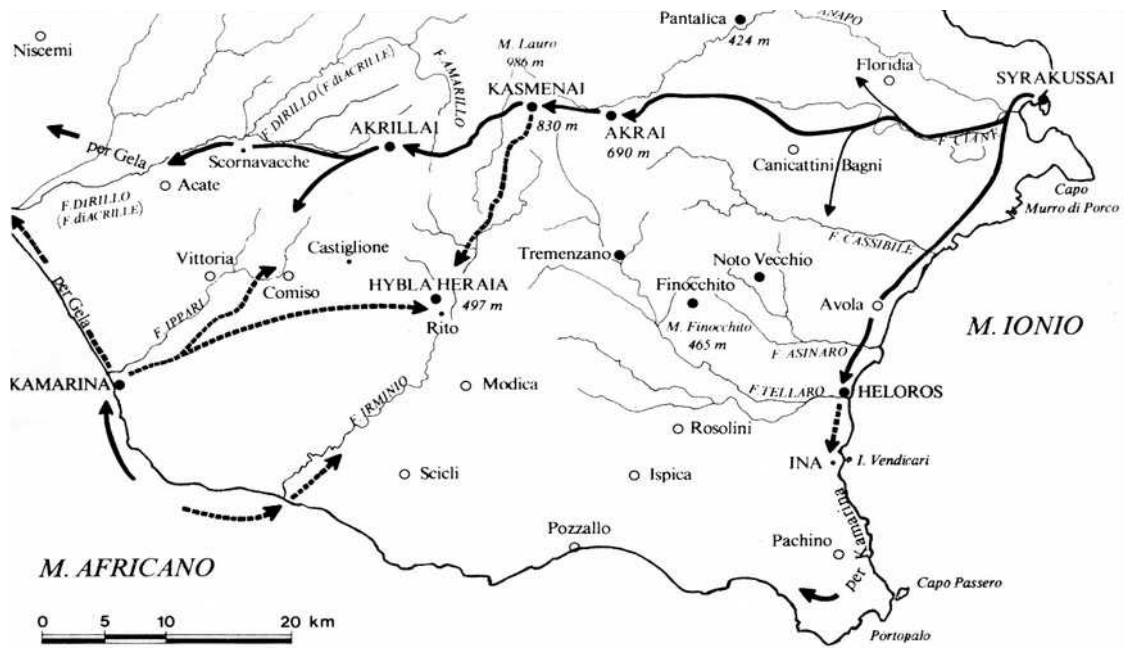 Pantalica
ANAPO
424 m
Niscemi
M. Lauro
986 m
Floridia
F. AMARILLO
F. DIRILLO (F. di ACRILLE)
KASMENAI
SYRAKUSSAI
830 m
AKRAI
690 m
AKRILLAI
F. CIANE
per Gela
Scornavacche
Canicattini Bagni
Acate
F. DIRILLO
(F. di ACRILLE)
Capo
Murro di Porco
F. CASSIBILE
Castiglione
Vittoria
Tremenzano
Noto Vecchio
Comiso
HYBLA HERAIA
497 m
Finocchito
Avola
per Gela
F. IPPARI
Rito
M. Finocchito
465 m
M. IONIO
F. ASINARO
KAMARINA
Modica
F. TELLARO
HELOROS
F. IRMINIO
Rosolini
Scicli
Ispica
INA
I. Vendicari
Pozzallo
Pachino
per Kamarina
M. AFRICANO
Capo Passero
0 5 10 20 km
Portopalo